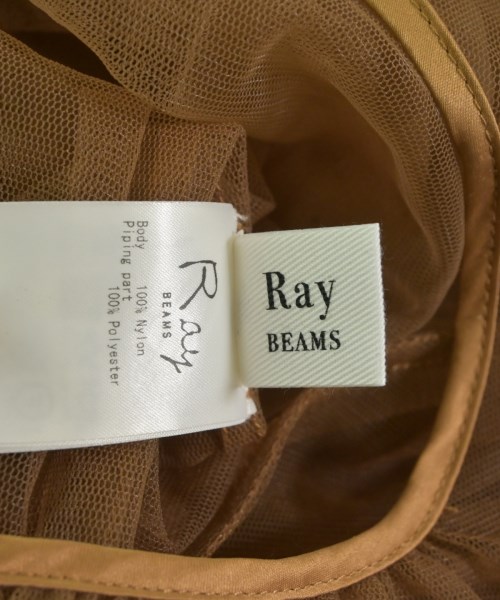 Ray
BEAMS
Ray
BEAMS
Body 100% Nylon
Piping part
100% Polyester